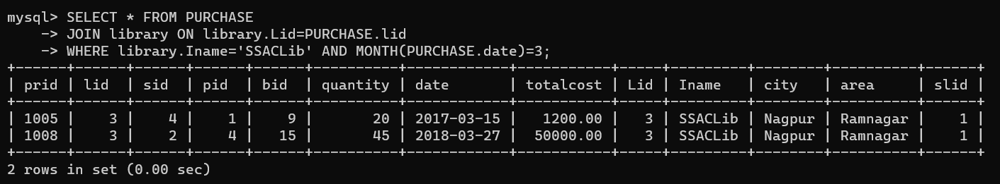 mysql> SELECT * FROM PURCHASE
    -> JOIN library ON library.Lid=PURCHASE.lid
    -> WHERE library.Iname='SSACLib' AND MONTH(PURCHASE.date)=3;
+------+------+------+------+------+----------+------------+-----------+-----+---------+--------+----------+------+
| prid | lid  | sid  | pid  | bid  | quantity | date       | totalcost | Lid | Iname   | city   | area     | slid |
+------+------+------+------+------+----------+------------+-----------+-----+---------+--------+----------+------+
| 1005 |    3 |    4 |    1 |    9 |       20 | 2017-03-15 |   1200.00 |   3 | SSACLib | Nagpur | Ramnagar |    1 |
| 1008 |    3 |    2 |    4 |   15 |       45 | 2018-03-27 |  50000.00 |   3 | SSACLib | Nagpur | Ramnagar |    1 |
+------+------+------+------+------+----------+------------+-----------+-----+---------+--------+----------+------+
2 rows in set (0.00 sec)